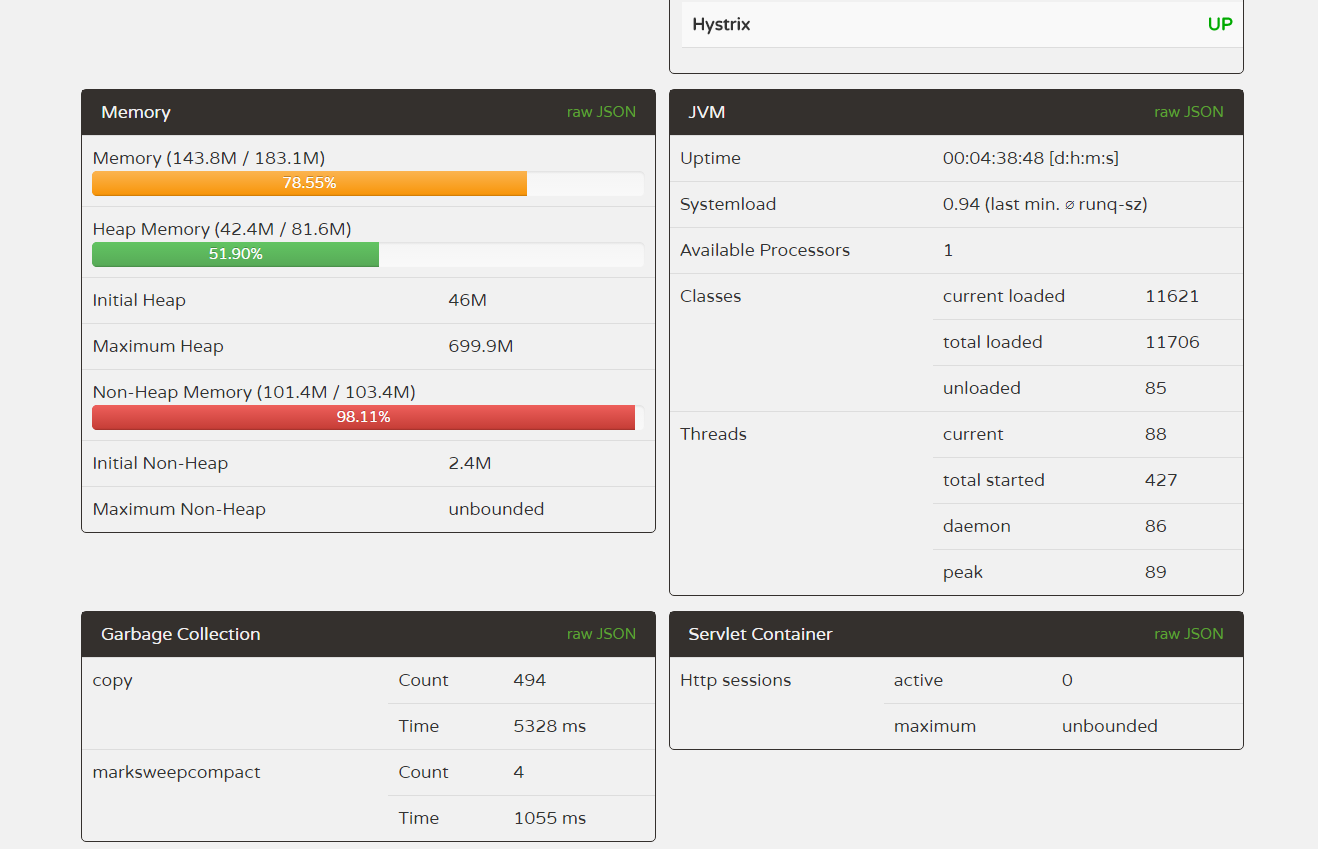 Hystrix UP
Memory raw JSON
Memory (143.8M / 183.1M)
78.55%
Heap Memory (42.4M / 81.6M)
51.90%
Initial Heap 46M
Maximum Heap 699.9M
Non-Heap Memory (101.4M / 103.4M)
98.11%
Initial Non-Heap 2.4M
Maximum Non-Heap unbounded
JVM raw JSON
Uptime 00:04:38:48 [d:h:m:s]
Systemload 0.94 (last min. ⌀ runq-sz)
Available Processors 1
Classes current loaded 11621
total loaded 11706
unloaded 85
Threads current 88
total started 427
daemon 86
peak 89
Garbage Collection raw JSON
copy Count 494
Time 5328 ms
marksweepcompact Count 4
Time 1055 ms
Servlet Container raw JSON
Http sessions active 0
maximum unbounded